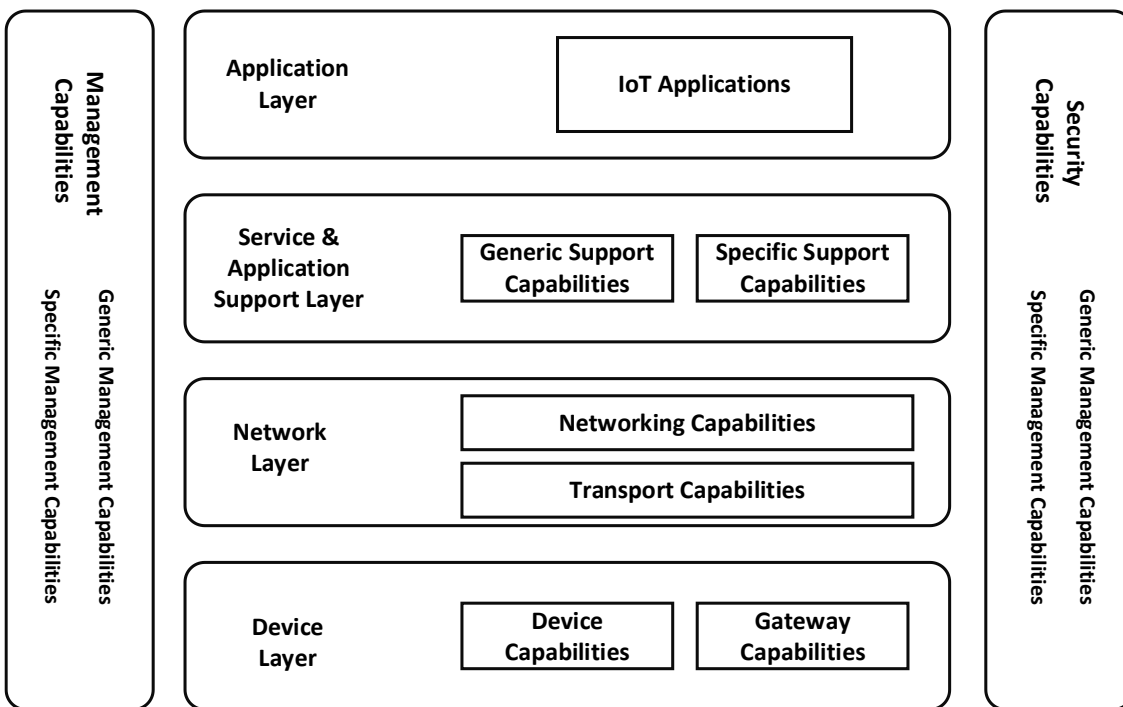 Management
Capabilities
Generic Management Capabilities
Specific Management Capabilities
Application
Layer
IoT Applications
Service &
Application
Support Layer
Generic Support
Capabilities
Specific Support
Capabilities
Network
Layer
Networking Capabilities
Transport Capabilities
Device
Layer
Device
Capabilities
Gateway
Capabilities
Security
Capabilities
Generic Management Capabilities
Specific Management Capabilities